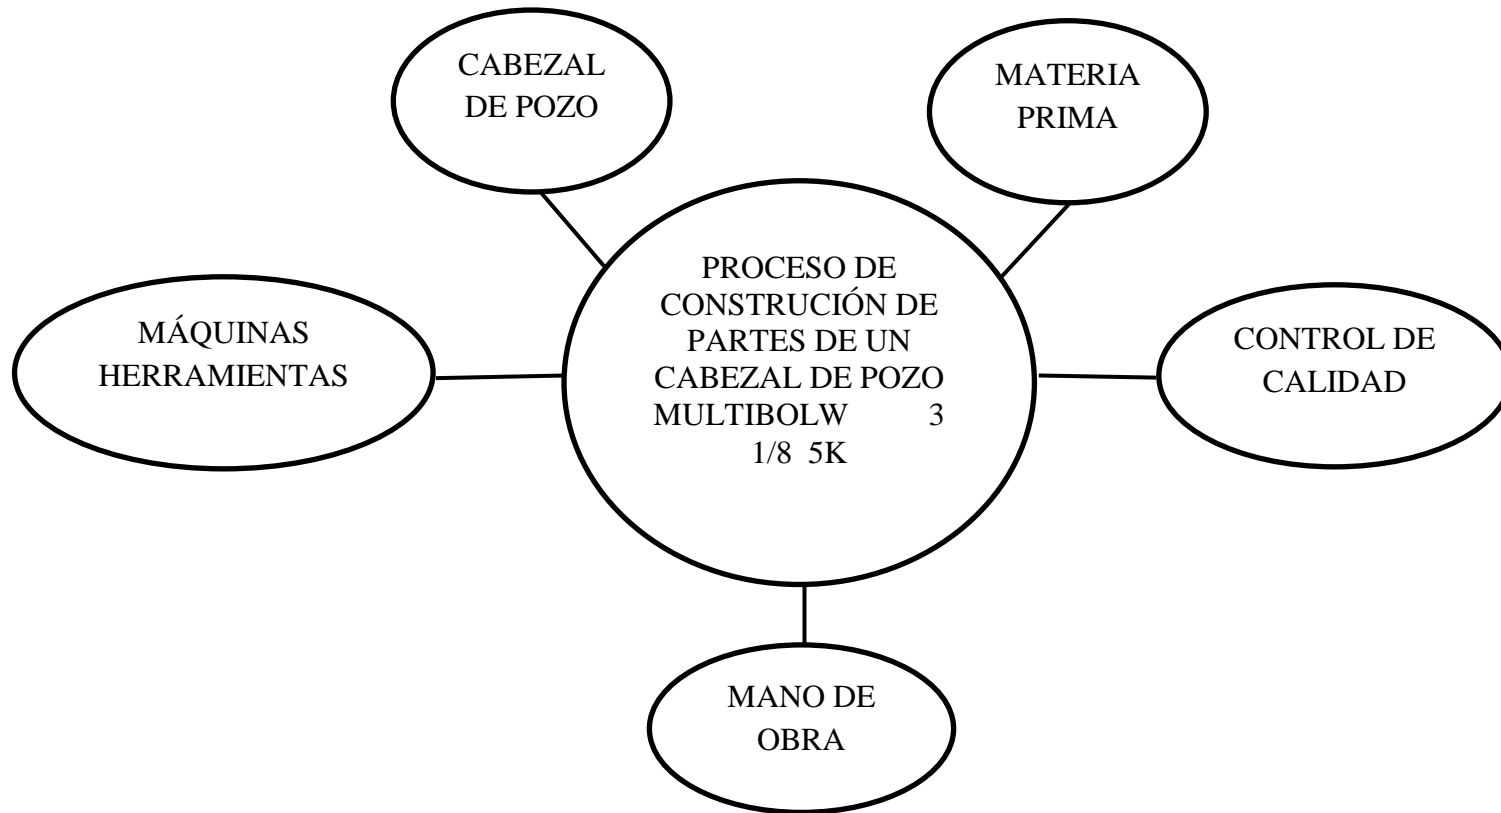 CABEZAL
DE POZO
MATERIA
PRIMA
PROCESO DE
CONSTRUCIÓN DE
PARTES DE UN
CABEZAL DE POZO
MULTIBOLW 3
1/8 5K
MÁQUINAS
HERRAMIENTAS
CONTROL DE
CALIDAD
MANO DE
OBRA